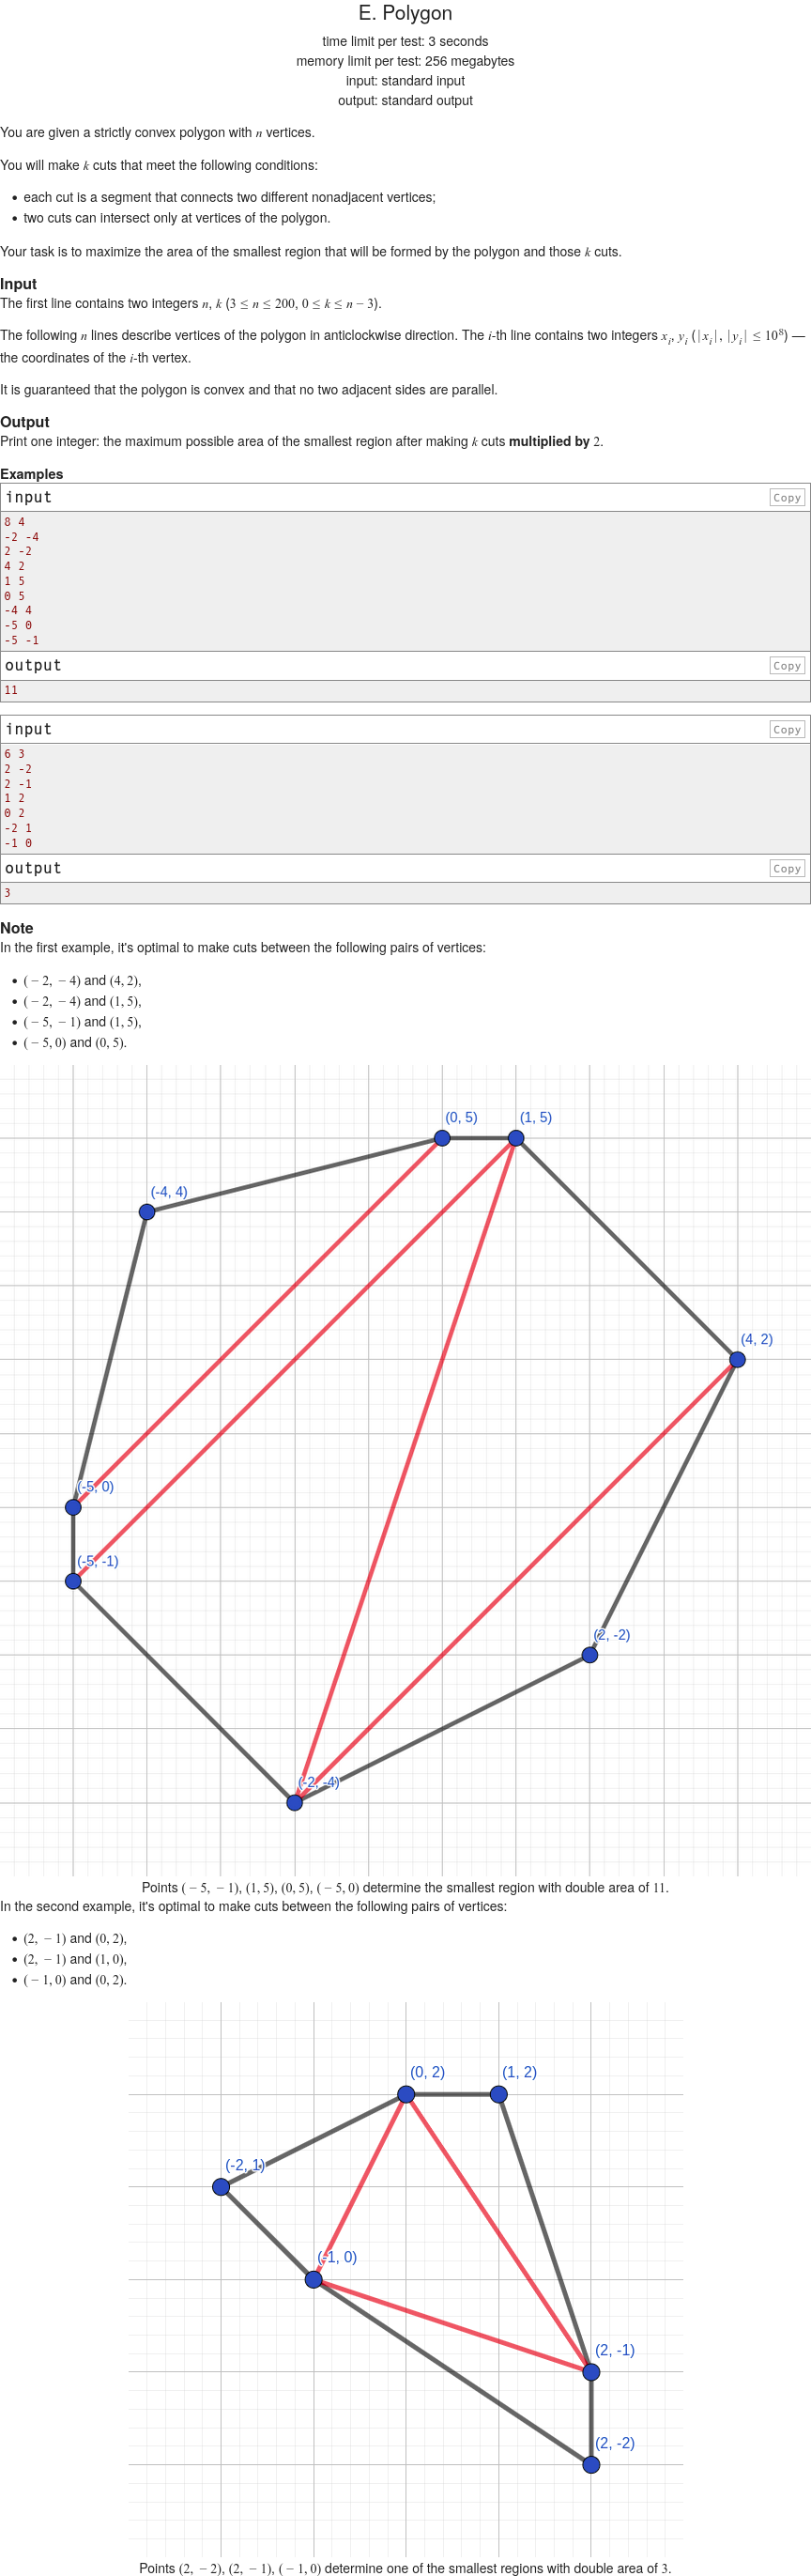 E. Polygon
time limit per test: 3 seconds
memory limit per test: 256 megabytes
input: standard input
output: standard output
You are given a strictly convex polygon with n vertices.
You will make k cuts that meet the following conditions:
• each cut is a segment that connects two different nonadjacent vertices;
• two cuts can intersect only at vertices of the polygon.
Your task is to maximize the area of the smallest region that will be formed by the polygon and those k cuts.
Input
The first line contains two integers n, k (3 ≤ n ≤ 200, 0 ≤ k ≤ n − 3).
The following n lines describe vertices of the polygon in anticlockwise direction. The i-th line contains two integers x_i, y_i (|x_i|, |y_i| ≤ 10^8) —
the coordinates of the i-th vertex.
It is guaranteed that the polygon is convex and that no two adjacent sides are parallel.
Output
Print one integer: the maximum possible area of the smallest region after making k cuts multiplied by 2.
Examples
input Copy
8 4
-2 -4
2 -2
4 2
1 5
0 5
-4 4
-5 0
-5 -1
output Copy
11
input Copy
6 3
2 -2
2 -1
1 2
0 2
-2 1
-1 0
output Copy
3
Note
In the first example, it's optimal to make cuts between the following pairs of vertices:
• (−2, −4) and (4, 2),
• (−2, −4) and (1, 5),
• (−5, −1) and (1, 5),
• (−5, 0) and (0, 5).
(0, 5) (1, 5)
(-4, 4)
(4, 2)
(-5, 0)
(-5, -1)
(2, -2)
(-2, -4)
Points (−5, −1), (1, 5), (0, 5), (−5, 0) determine the smallest region with double area of 11.
In the second example, it's optimal to make cuts between the following pairs of vertices:
• (2, −1) and (0, 2),
• (2, −1) and (1, 0),
• (−1, 0) and (0, 2).
(0, 2) (1, 2)
(-2, 1)
(-1, 0)
(2, -1)
(2, -2)
Points (2, −2), (2, −1), (−1, 0) determine one of the smallest regions with double area of 3.